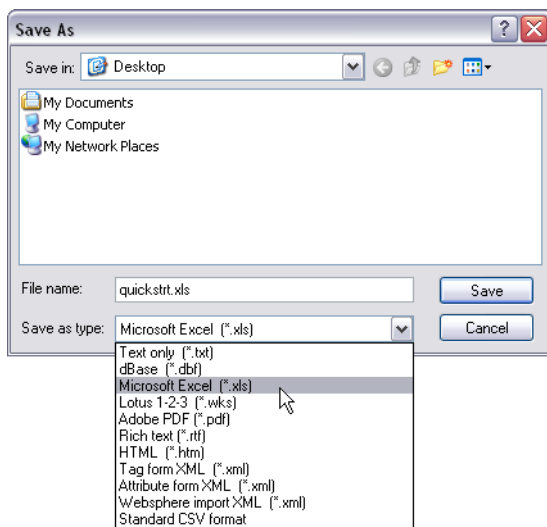 Save As
Save in: Desktop
My Documents
My Computer
My Network Places
File name: quickstrt.xls Save
Save as type: Microsoft Excel (*.xls) Cancel
Text only (*.txt)
dBase (*.dbf)
Microsoft Excel (*.xls)
Lotus 1-2-3 (*.wks)
Adobe PDF (*.pdf)
Rich text (*.rtf)
HTML (*.htm)
Tag form XML (*.xml)
Attribute form XML (*.xml)
Websphere import XML (*.xml)
Standard CSV format